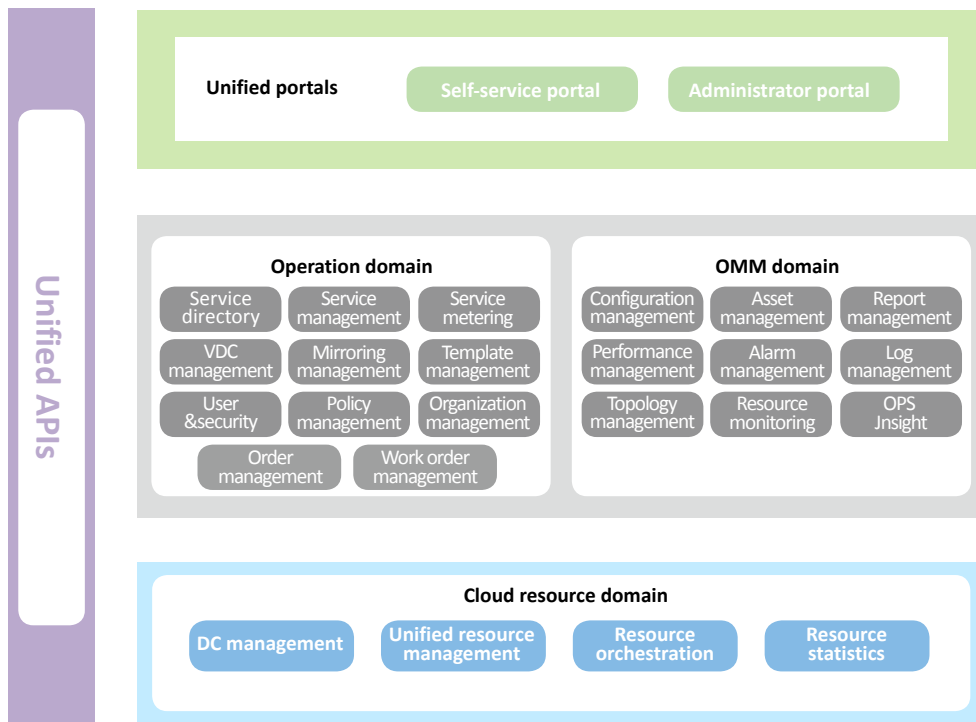 Unified APIs
Unified portals
Self-service portal
Administrator portal
Operation domain
Service
directory
Service
management
Service
metering
VDC
management
Mirroring
management
Template
management
User
&security
Policy
management
Organization
management
Order
management
Work order
management
OMM domain
Configuration
management
Asset
management
Report
management
Performance
management
Alarm
management
Log
management
Topology
management
Resource
monitoring
OPS
Jnsight
Cloud resource domain
DC management
Unified resource
management
Resource
orchestration
Resource
statistics